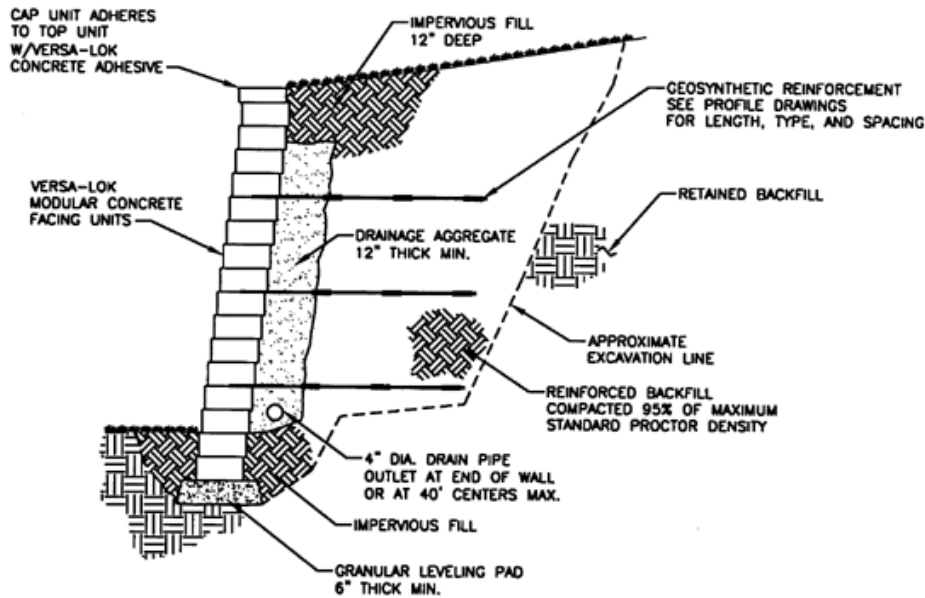 CAP UNIT ADHERES
TO TOP UNIT
W/VERSA-LOK
CONCRETE ADHESIVE
IMPERVIOUS FILL
12" DEEP
GEOSYNTHETIC REINFORCEMENT
SEE PROFILE DRAWINGS
FOR LENGTH, TYPE, AND SPACING
VERSA-LOK
MODULAR CONCRETE
FACING UNITS
RETAINED BACKFILL
DRAINAGE AGGREGATE
12" THICK MIN.
APPROXIMATE
EXCAVATION LINE
REINFORCED BACKFILL
COMPACTED 95% OF MAXIMUM
STANDARD PROCTOR DENSITY
4" DIA. DRAIN PIPE
OUTLET AT END OF WALL
OR AT 40' CENTERS MAX.
IMPERVIOUS FILL
GRANULAR LEVELING PAD
6" THICK MIN.